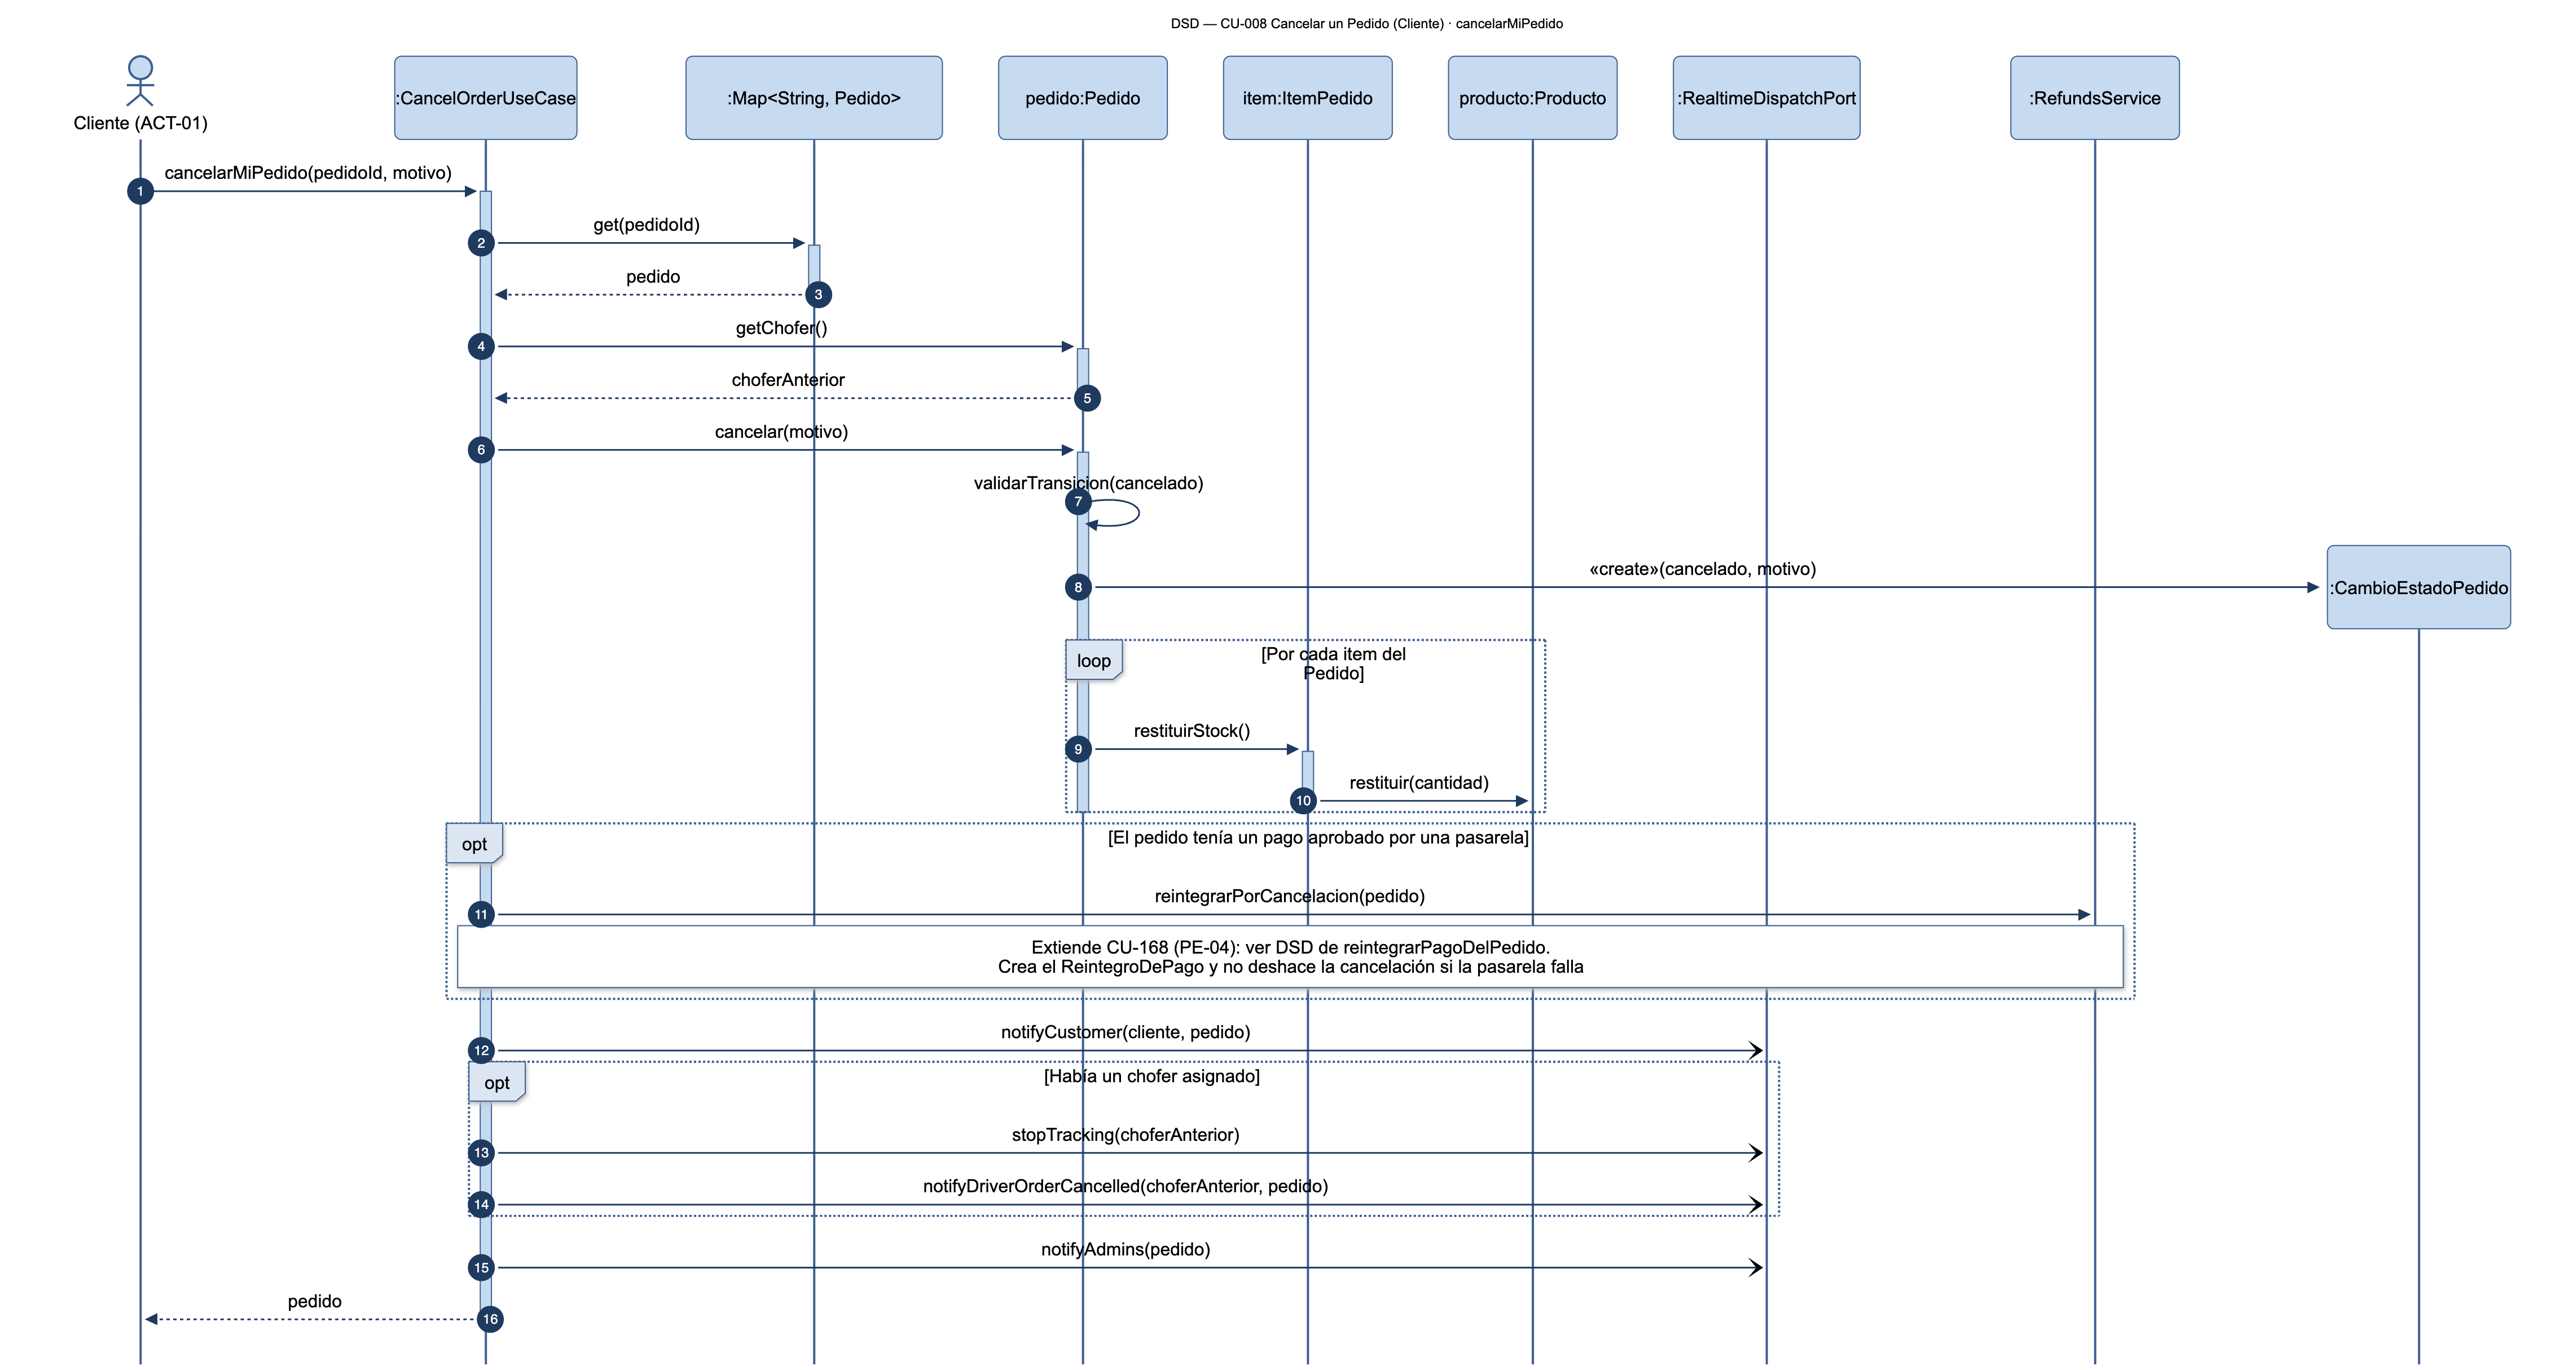 DSD — CU-008 Cancelar un Pedido (Cliente) · cancelarMiPedido
Cliente (ACT-01)
:CancelOrderUseCase
:Map<String, Pedido>
pedido:Pedido
item:ItemPedido
producto:Producto
:RealtimeDispatchPort
:RefundsService
1
cancelarMiPedido(pedidoId, motivo)
2
get(pedidoId)
pedido
3
4
getChofer()
choferAnterior
5
6
cancelar(motivo)
validarTransicion(cancelado)
7
8
«create»(cancelado, motivo)
:CambioEstadoPedido
loop
[Por cada item del
Pedido]
9
restituirStock()
10
restituir(cantidad)
opt
[El pedido tenía un pago aprobado por una pasarela]
11
reintegrarPorCancelacion(pedido)
Extiende CU-168 (PE-04): ver DSD de reintegrarPagoDelPedido.
Crea el ReintegroDePago y no deshace la cancelación si la pasarela falla
12
notifyCustomer(cliente, pedido)
opt
[Había un chofer asignado]
13
stopTracking(choferAnterior)
14
notifyDriverOrderCancelled(choferAnterior, pedido)
15
notifyAdmins(pedido)
pedido
16